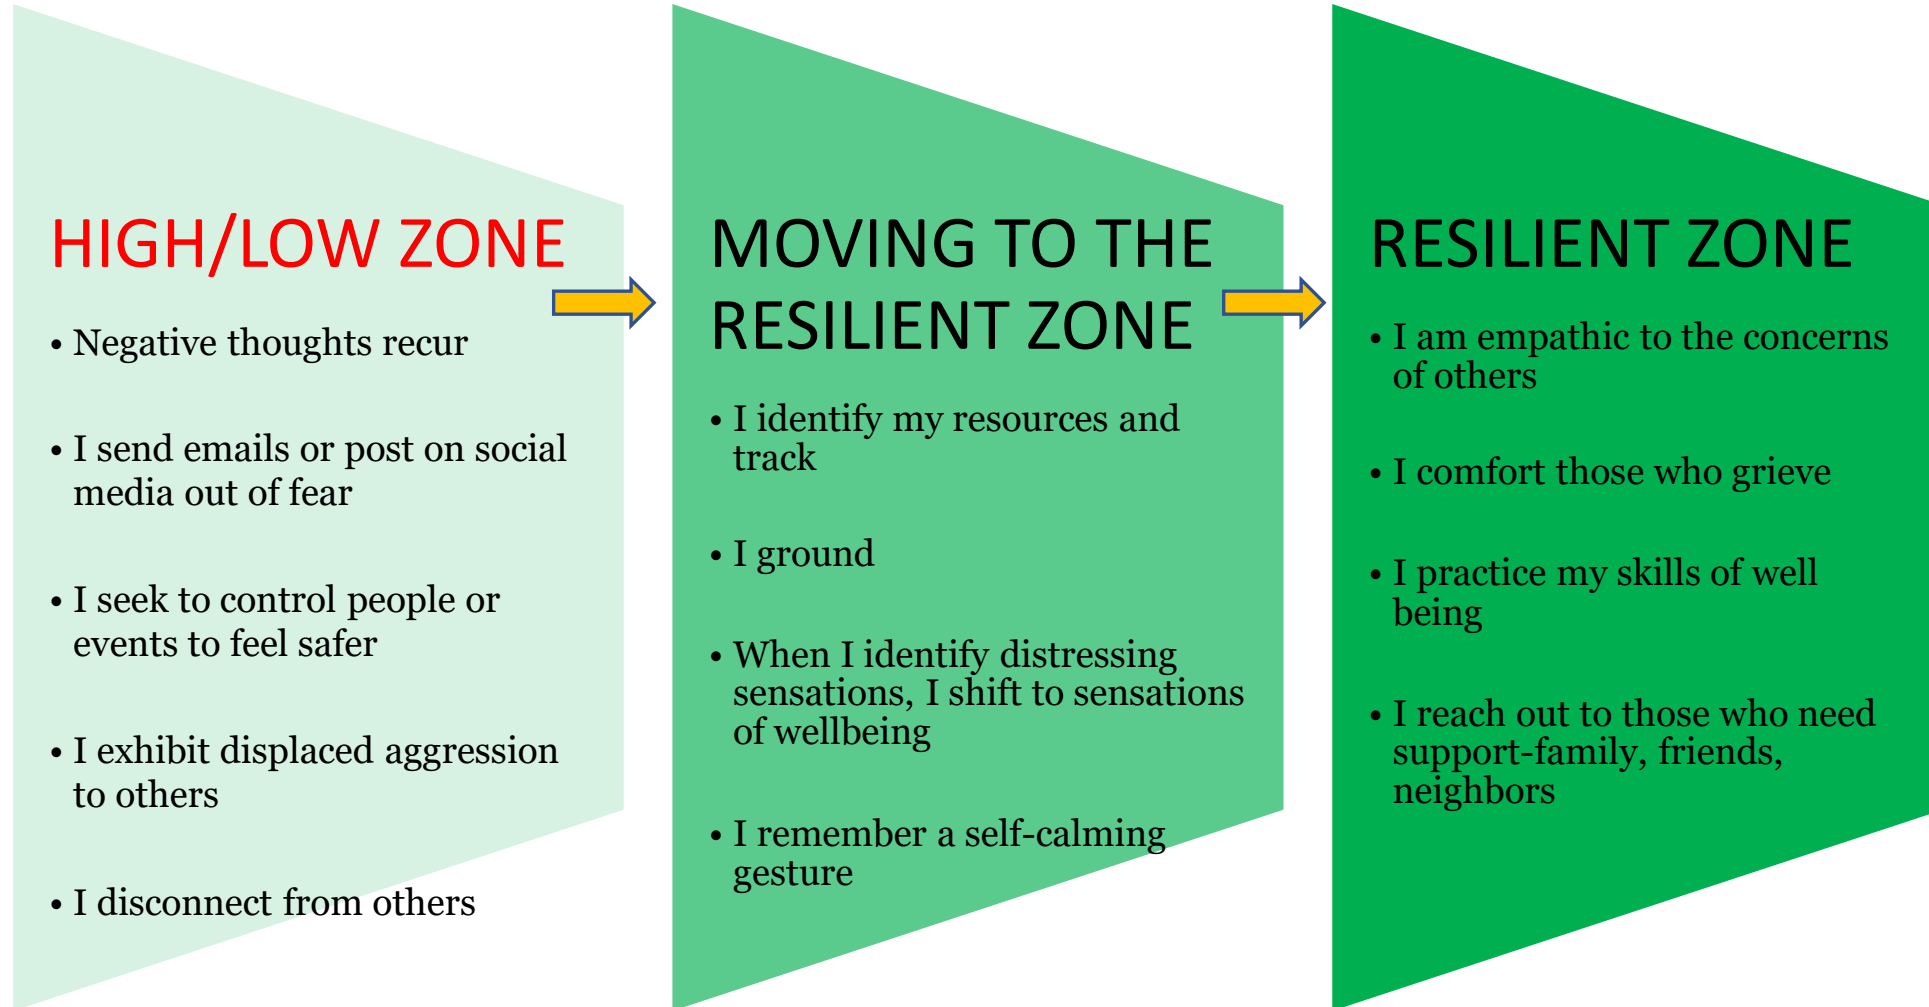 HIGH/LOW ZONE
• Negative thoughts recur
• I send emails or post on social
media out of fear
• I seek to control people or
events to feel safer
• I exhibit displaced aggression
to others
• I disconnect from others
MOVING TO THE
RESILIENT ZONE
• I identify my resources and
track
• I ground
• When I identify distressing
sensations, I shift to sensations
of wellbeing
• I remember a self-calming
gesture
RESILIENT ZONE
• I am empathic to the concerns
of others
• I comfort those who grieve
• I practice my skills of well
being
• I reach out to those who need
support-family, friends,
neighbors